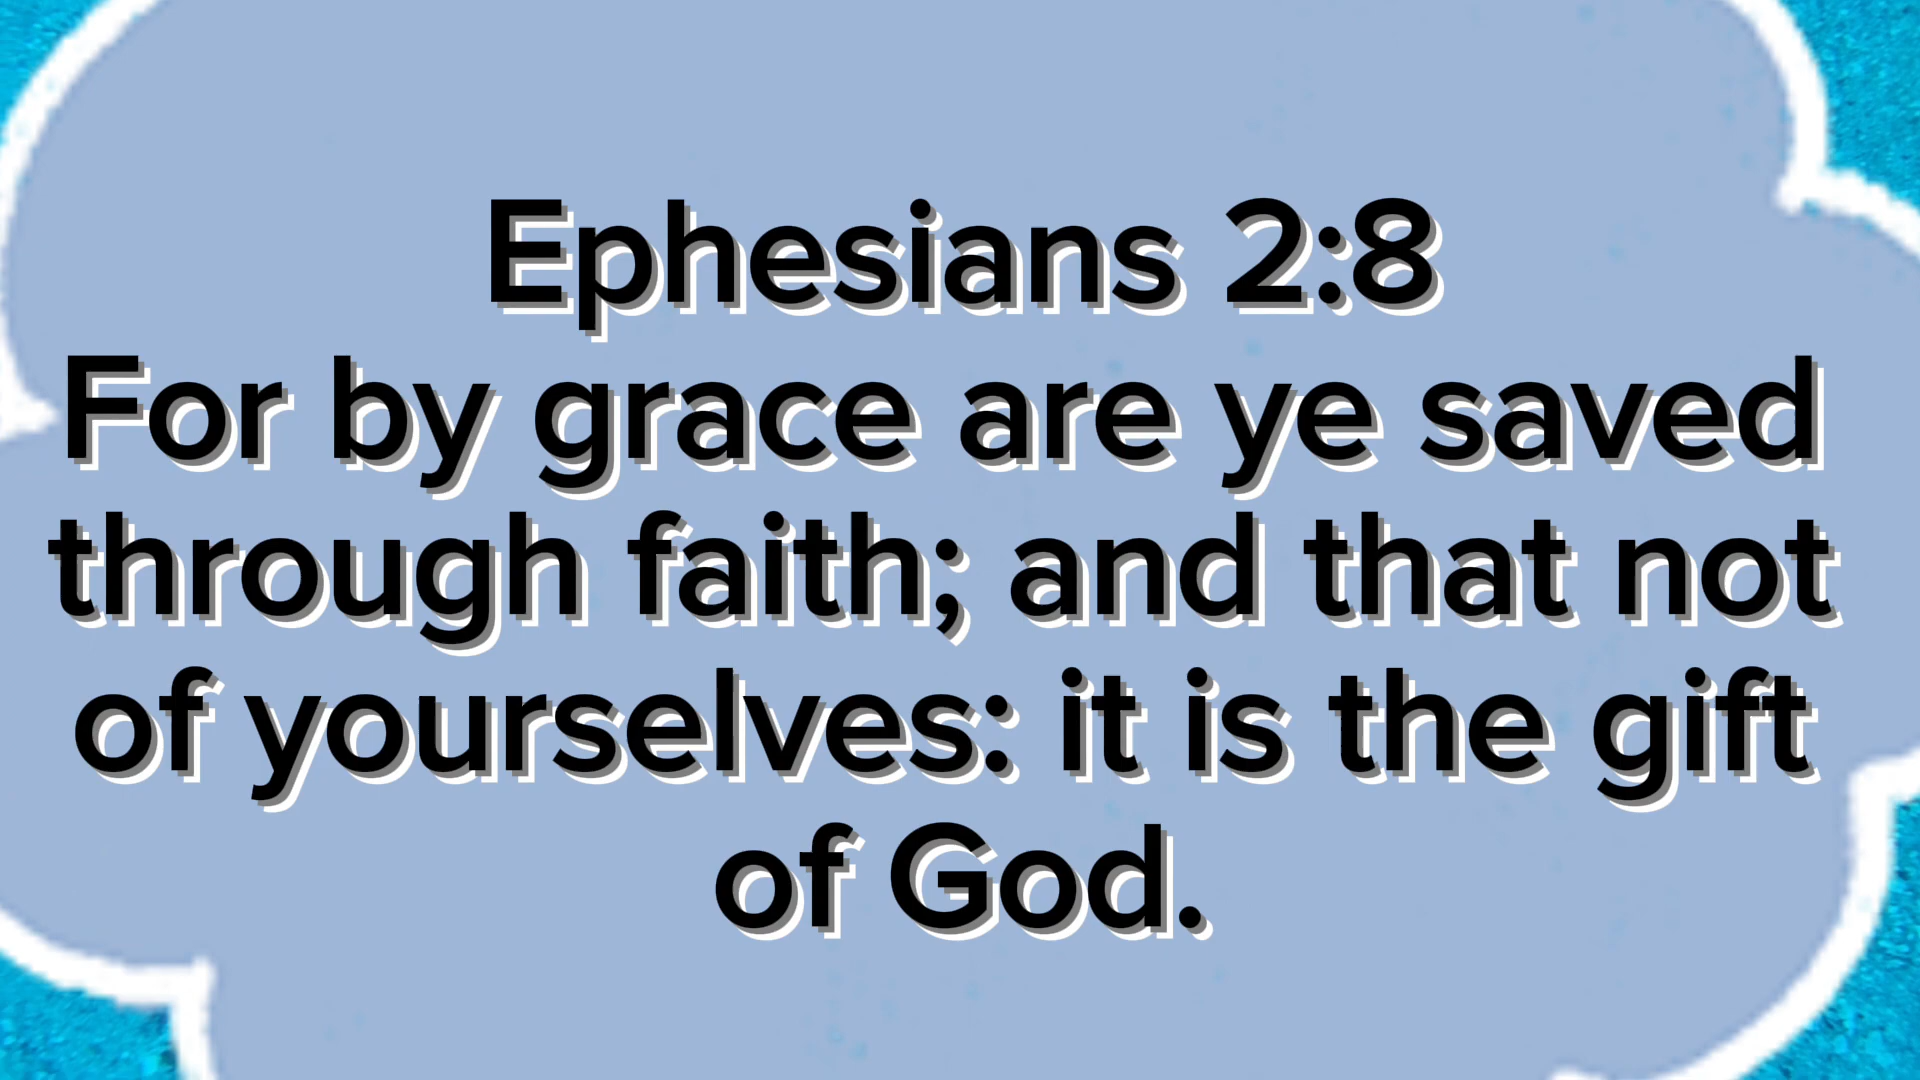 Ephesians 2:8
For by grace are ye saved
through faith; and that not
of yourselves: it is the gift
of God.